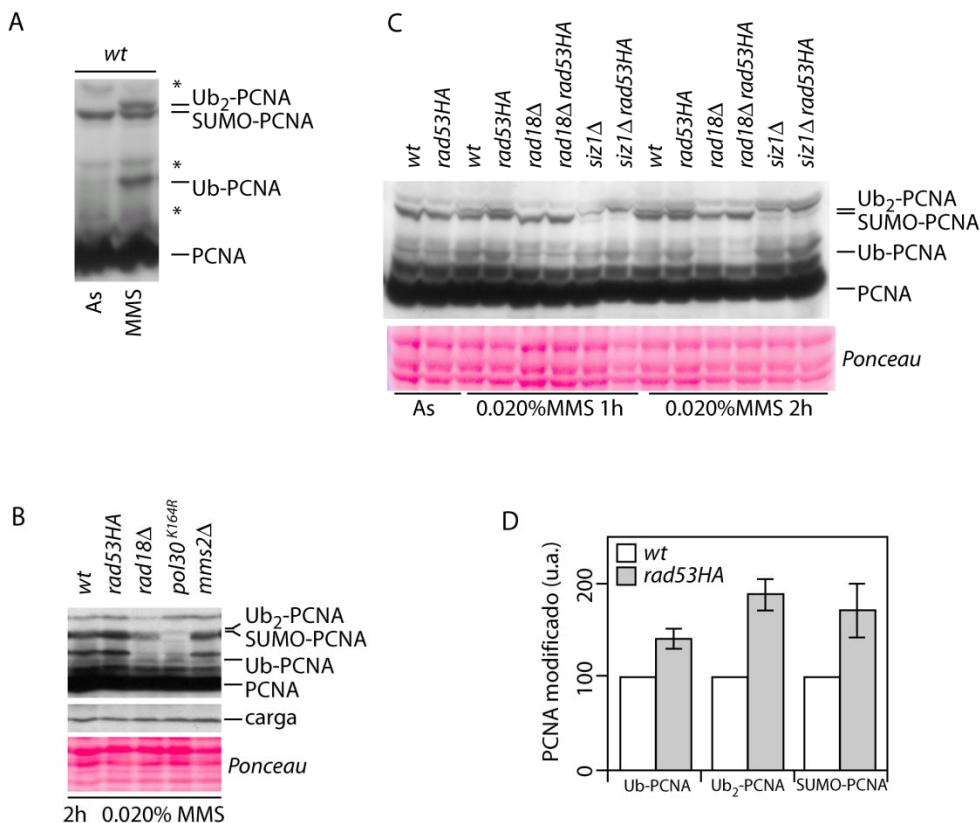 A
wt
*
Ub2-PCNA
SUMO-PCNA
*
Ub-PCNA
*
PCNA
As
MMS
C
wt
rad53HA
wt
rad53HA
rad18Δ
rad18Δ rad53HA
siz1Δ
siz1Δ rad53HA
wt
rad53HA
rad18Δ
rad18Δ rad53HA
siz1Δ
siz1Δ rad53HA
Ub2-PCNA
SUMO-PCNA
Ub-PCNA
PCNA
Ponceau
As
0.020%MMS 1h
0.020%MMS 2h
B
wt
rad53HA
rad18Δ
pol30K164R
mms2Δ
Ub2-PCNA
SUMO-PCNA
Ub-PCNA
PCNA
carga
Ponceau
2h 0.020% MMS
D
PCNA modificado (u.a.)
200
100
0
wt
rad53HA
Ub-PCNA
Ub2-PCNA
SUMO-PCNA